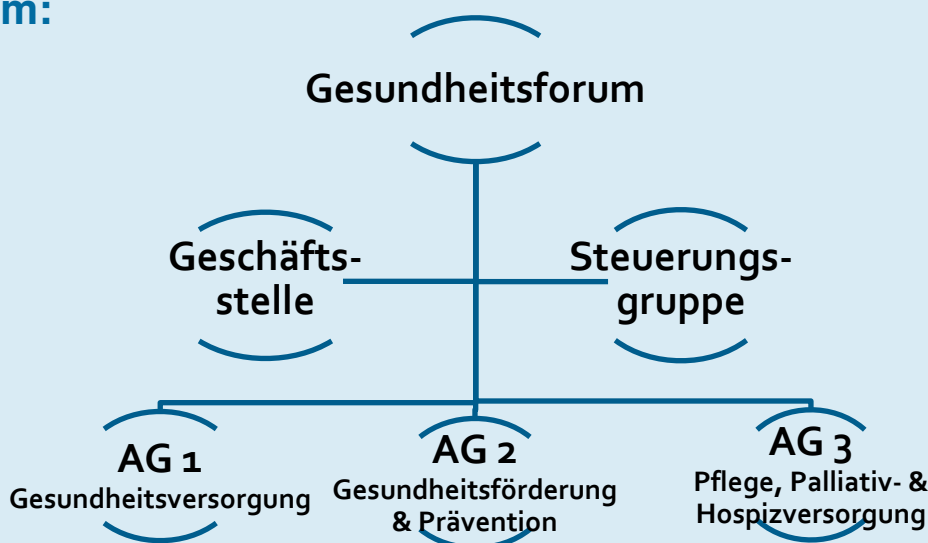 m:
Gesundheitsforum
Geschäfts-
stelle
Steuerungs-
gruppe
AG 1
Gesundheitsversorgung
AG 2
Gesundheitsförderung
& Prävention
AG 3
Pflege, Palliativ- &
Hospizversorgung